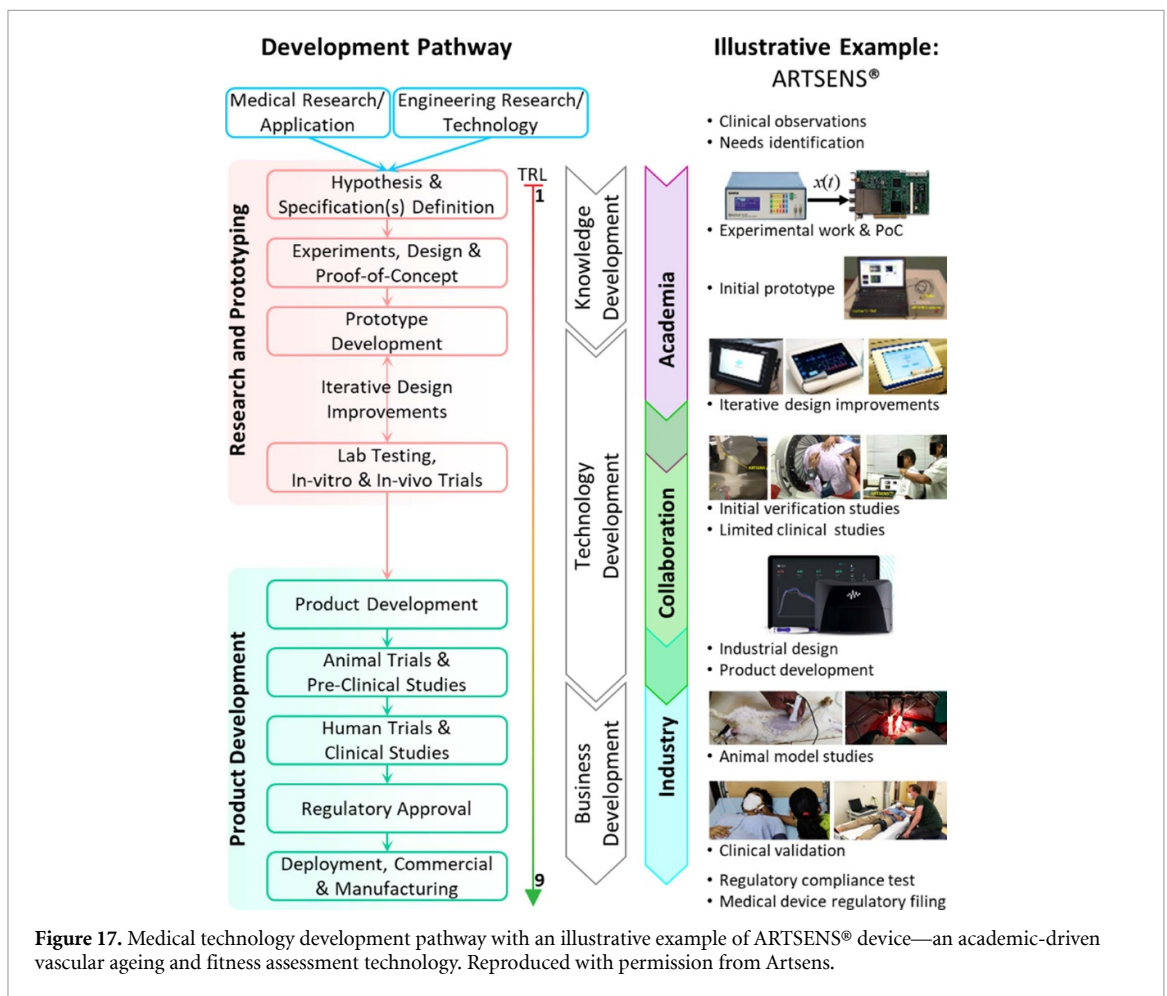 Development Pathway
Medical Research/
Application
Engineering Research/
Technology
Research and Prototyping
Hypothesis &
Specification(s) Definition
Experiments, Design &
Proof-of-Concept
Prototype
Development
Iterative Design
Improvements
Lab Testing,
In-vitro & In-vivo Trials
Product Development
Product Development
Animal Trials &
Pre-Clinical Studies
Human Trials &
Clinical Studies
Regulatory Approval
Deployment, Commercial
& Manufacturing
TRL
1
9
Knowledge
Development
Technology
Development
Business
Development
Academia
Collaboration
Industry
Illustrative Example:
ARTSENS®
• Clinical observations
• Needs identification
x(t)
• Experimental work & PoC
• Initial prototype
• Iterative design improvements
• Initial verification studies
• Limited clinical studies
• Industrial design
• Product development
• Animal model studies
• Clinical validation
• Regulatory compliance test
• Medical device regulatory filing
Figure 17. Medical technology development pathway with an illustrative example of ARTSENS® device—an academic-driven
vascular ageing and fitness assessment technology. Reproduced with permission from Artsens.